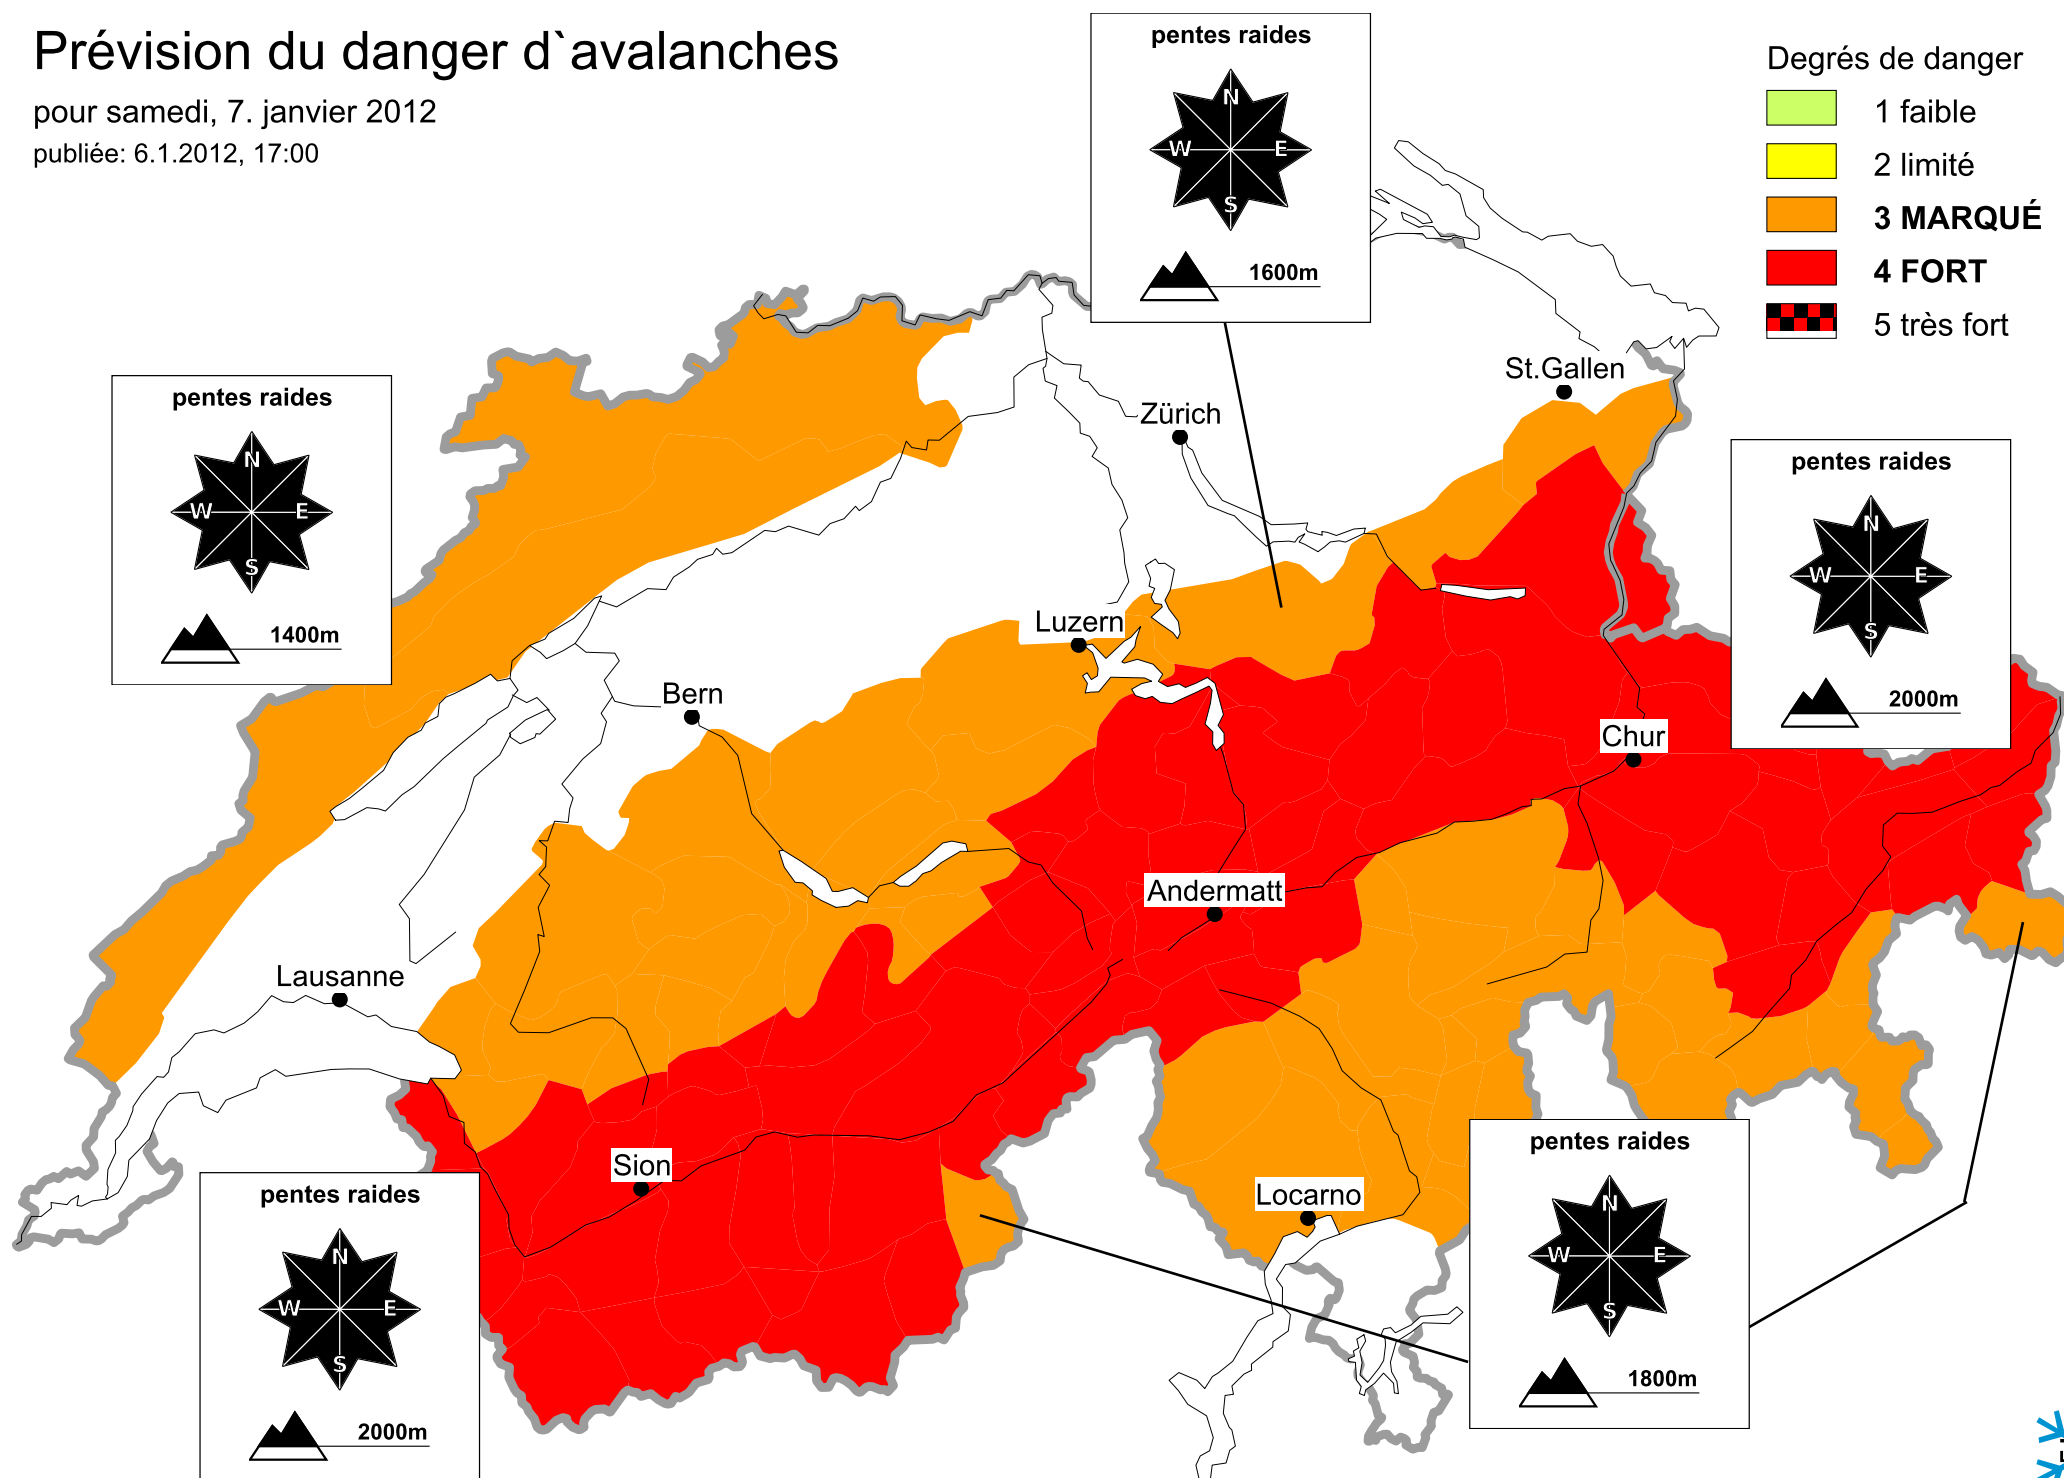 Prévision du danger d`avalanches
pour samedi, 7. janvier 2012
publiée: 6.1.2012, 17:00
Degrés de danger
1 faible
2 limité
3 MARQUÉ
4 FORT
5 très fort
pentes raides
N
W E
S
1600m
pentes raides
N
W E
S
1400m
pentes raides
N
W E
S
2000m
St.Gallen
Zürich
Luzern
Bern
Chur
Andermatt
Lausanne
Sion
Locarno
pentes raides
N
W E
S
2000m
pentes raides
N
W E
S
1800m